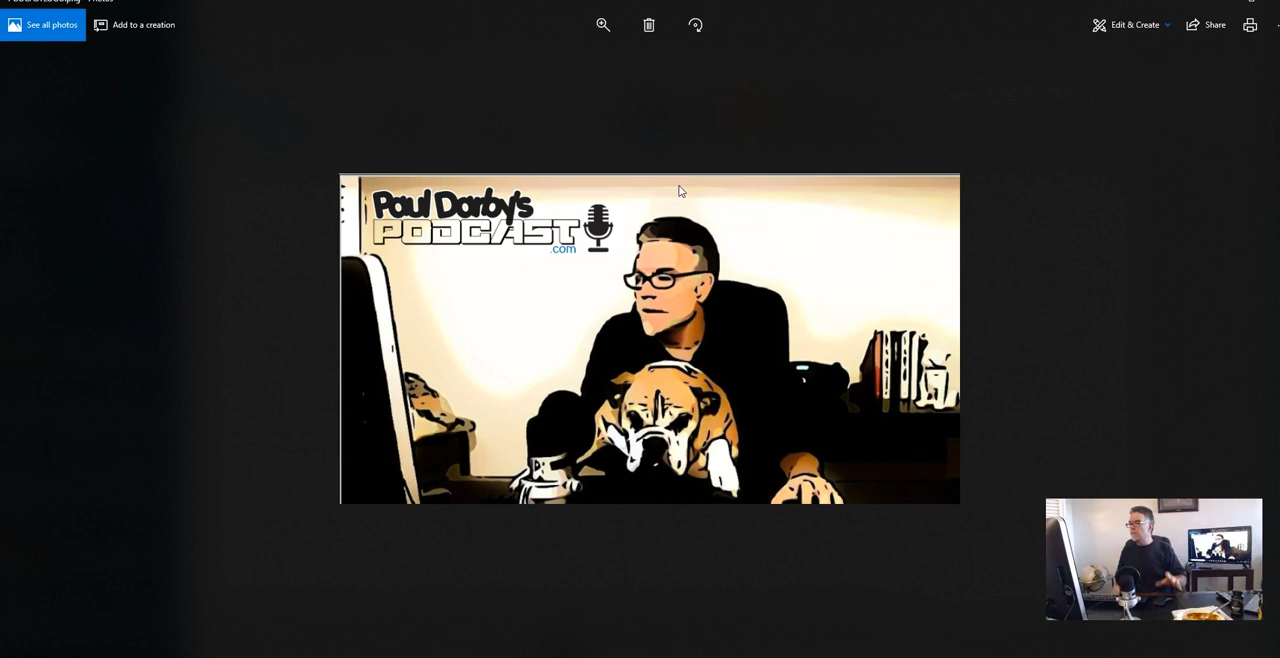 See all photos
Add to a creation
Edit & Create
Share
Paul Darby's
PODCAST
.com